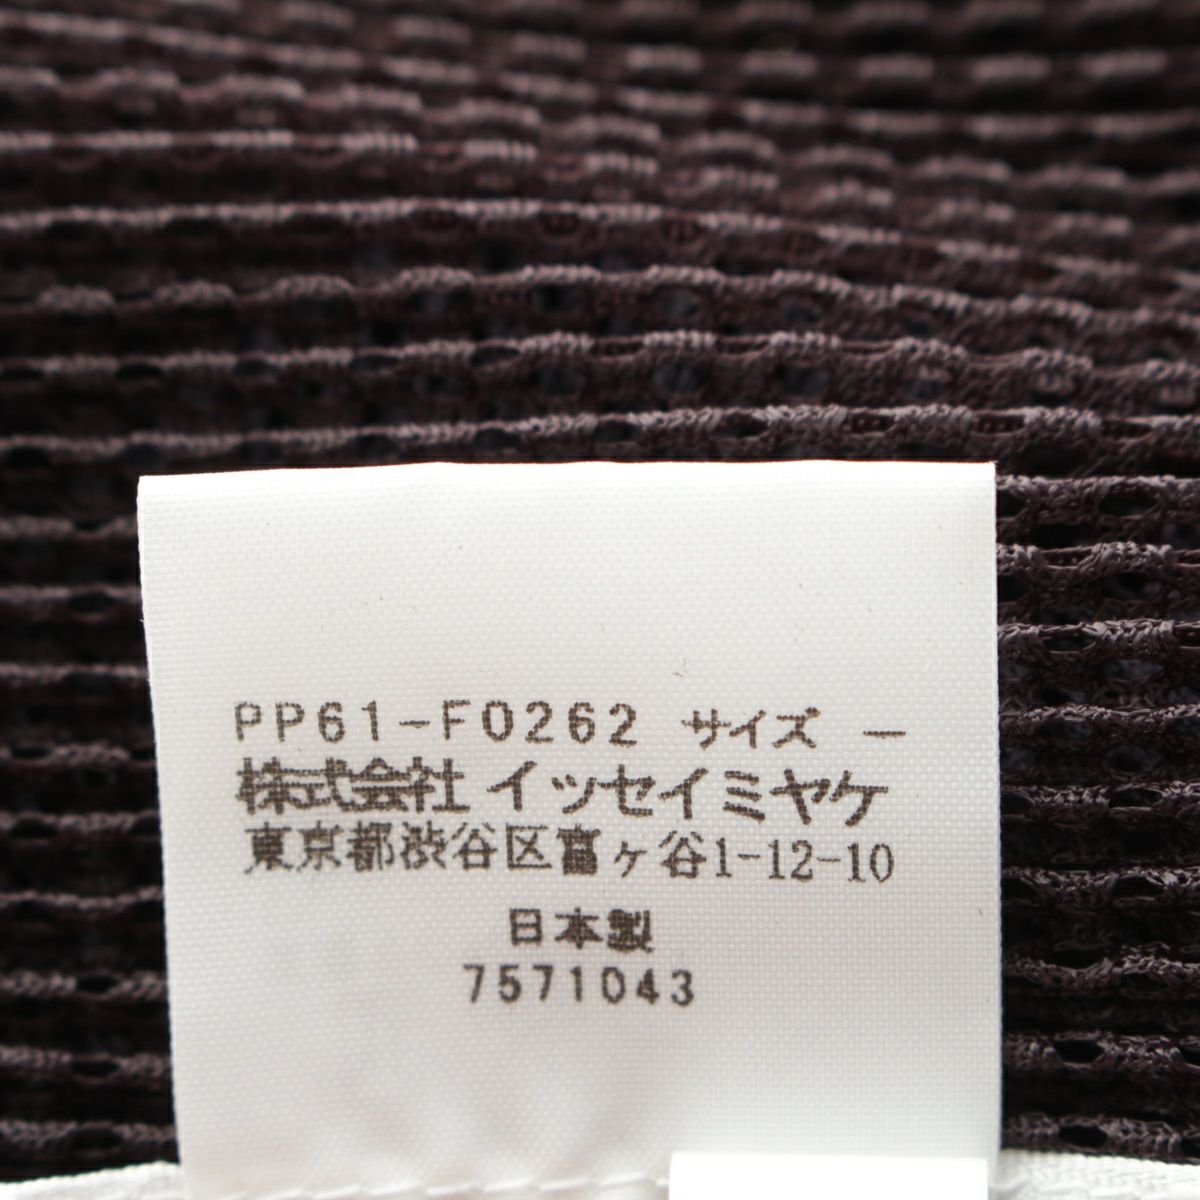 PP61-F0262 サイズ －
株式会社 イッセイミヤケ
東京都渋谷区富ヶ谷1-12-10
日本製
7571043